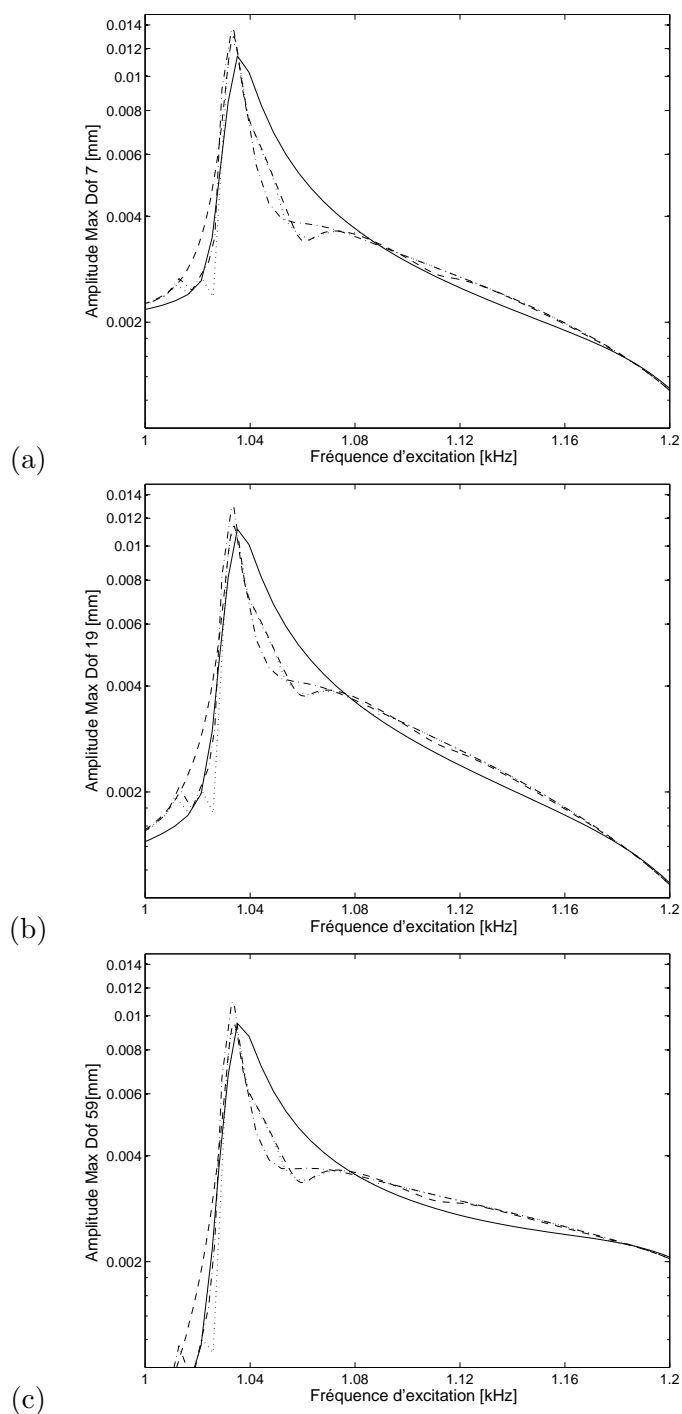 0.014
0.012
0.01
0.008
0.006
0.004
0.002
Amplitude Max Dof 7 [mm]
1 1.04 1.08 1.12 1.16 1.2
Fréquence d'excitation [kHz]
(a)
0.014
0.012
0.01
0.008
0.006
0.004
0.002
Amplitude Max Dof 19 [mm]
1 1.04 1.08 1.12 1.16 1.2
Fréquence d'excitation [kHz]
(b)
0.014
0.012
0.01
0.008
0.006
0.004
0.002
Amplitude Max Dof 59[mm]
1 1.04 1.08 1.12 1.16 1.2
Fréquence d'excitation [kHz]
(c)